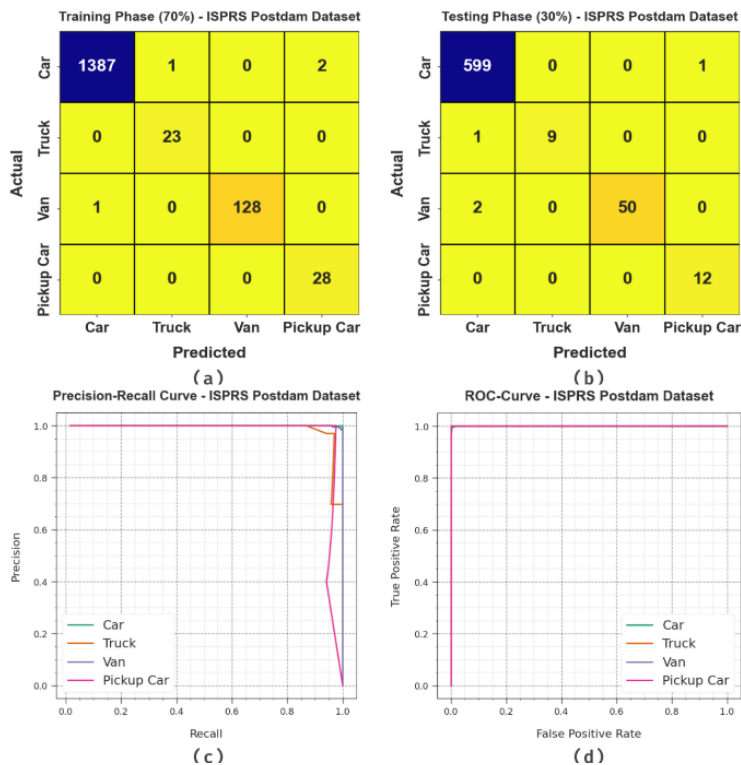 Training Phase (70%) - ISPRS Postdam Dataset
Actual
Car
Truck
Van
Pickup Car
1387 1 0 2
0 23 0 0
1 0 128 0
0 0 0 28
Car Truck Van Pickup Car
Predicted
(a)
Testing Phase (30%) - ISPRS Postdam Dataset
Actual
Car
Truck
Van
Pickup Car
599 0 0 1
1 9 0 0
2 0 50 0
0 0 0 12
Car Truck Van Pickup Car
Predicted
(b)
Precision-Recall Curve - ISPRS Postdam Dataset
Precision
1.0
0.8
0.6
0.4
0.2
0.0
Car
Truck
Van
Pickup Car
0.0 0.2 0.4 0.6 0.8 1.0
Recall
(c)
ROC-Curve - ISPRS Postdam Dataset
True Positive Rate
1.0
0.8
0.6
0.4
0.2
0.0
Car
Truck
Van
Pickup Car
0.0 0.2 0.4 0.6 0.8 1.0
False Positive Rate
(d)